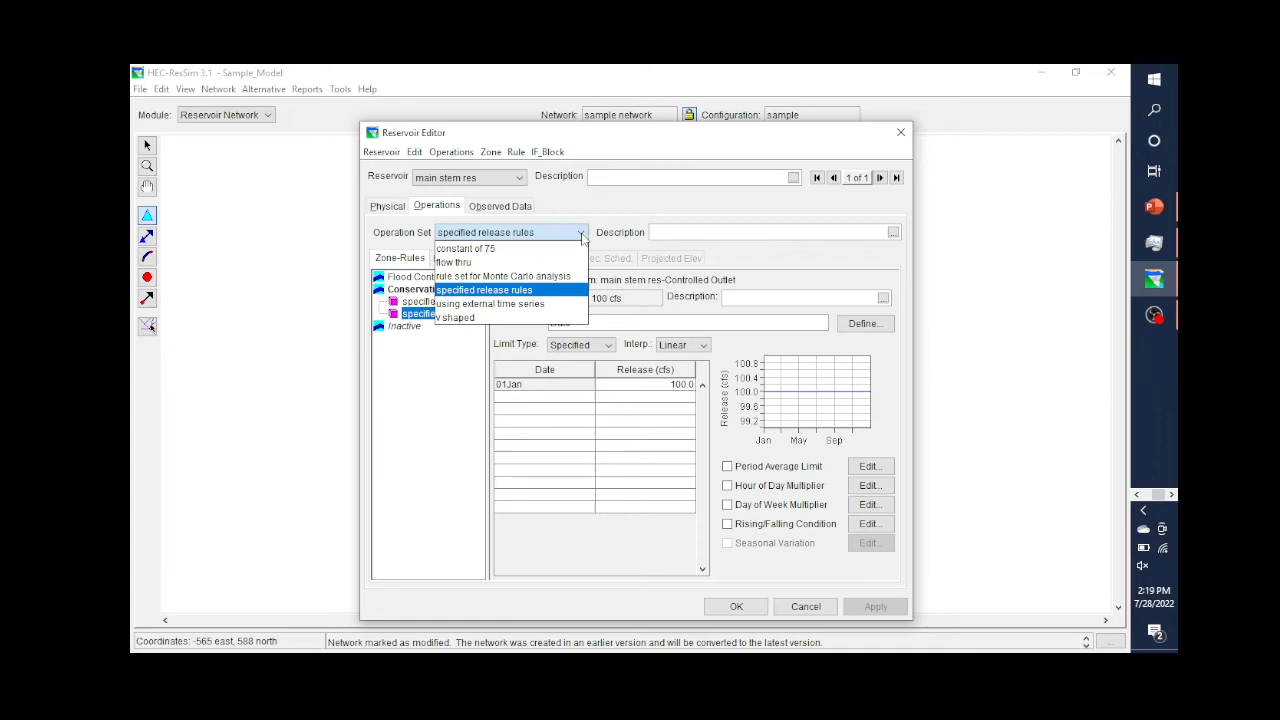 HEC-ResSim 3.1 - Sample_Model
File Edit View Network Alternative Reports Tools Help
Module: Reservoir Network Network: sample network Configuration: sample
Reservoir Editor
Reservoir Edit Operations Zone Rule IF_Block
Reservoir main stem res Description ... 1 of 1
Physical Operations Observed Data
Operation Set specified release rules Description ...
constant of 75
flow thru
rule set for Monte Carlo analysis
specified release rules
using external time series
v shaped
Zone-Rules Sched. Projected Elev
Flood Cont
Conservati
specifie
specifie
Inactive
m: main stem res-Controlled Outlet
100 cfs Description: ...
Define...
Limit Type: Specified Interp.: Linear
Date Release (cfs)
01Jan 100.0
Release (cfs)
100.8
100.4
100.0
99.6
99.2
Jan May Sep
Period Average Limit Edit...
Hour of Day Multiplier Edit...
Day of Week Multiplier Edit...
Rising/Falling Condition Edit...
Seasonal Variation Edit...
OK Cancel Apply
Coordinates: -565 east, 588 north Network marked as modified. The network was created in an earlier version and will be converted to the latest version. ...
2:19 PM
7/28/2022
2